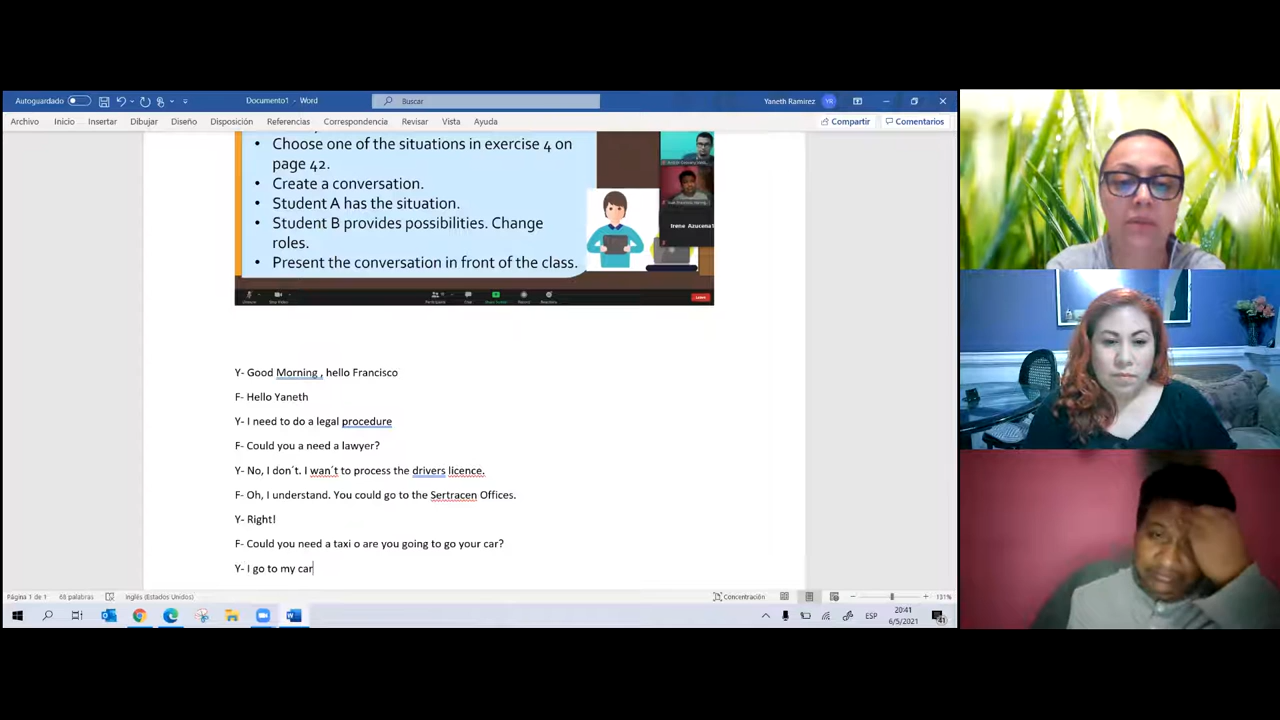 Autoguardado
Documento1 - Word
Buscar
Yaneth Ramirez
YR
Archivo Inicio Insertar Dibujar Diseño Disposición Referencias Correspondencia Revisar Vista Ayuda
Compartir
Comentarios
• Choose one of the situations in exercise 4 on
page 42.
• Create a conversation.
• Student A has the situation.
• Student B provides possibilities. Change
roles.
• Present the conversation in front of the class.
Irene Azucena
Leave
Y- Good Morning , hello Francisco
F- Hello Yaneth
Y- I need to do a legal procedure
F- Could you a need a lawyer?
Y- No, I don´t. I wan´t to process the drivers licence.
F- Oh, I understand. You could go to the Sertracen Offices.
Y- Right!
F- Could you need a taxi o are you going to go your car?
Y- I go to my car
Página 1 de 1
68 palabras
Inglés (Estados Unidos)
Concentración
131%
ESP
20:41
6/5/2021